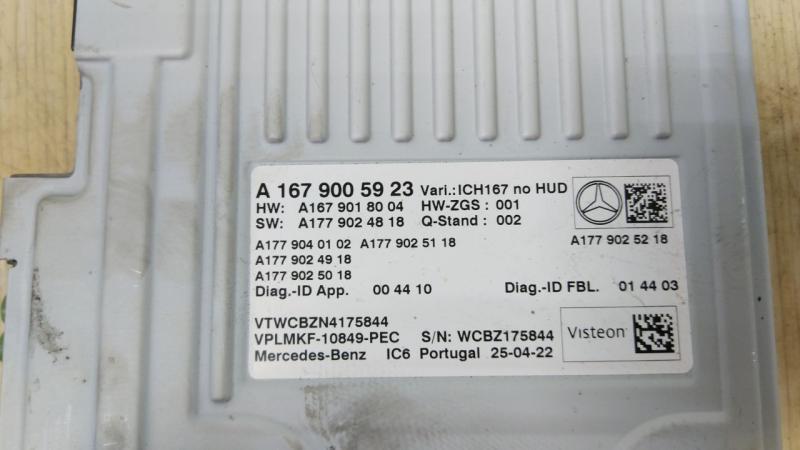 A 167 900 59 23 Vari.:ICH167 no HUD
HW: A167 901 80 04 HW-ZGS : 001
SW: A177 902 48 18 Q-Stand : 002
A177 904 01 02 A177 902 51 18 A177 902 52 18
A177 902 49 18
A177 902 50 18
Diag.-ID App. 00 44 10 Diag.-ID FBL. 01 44 03
VTWCBZN4175844
VPLMKF-10849-PEC S/N: WCBZ175844 Visteon
Mercedes-Benz IC6 Portugal 25-04-22